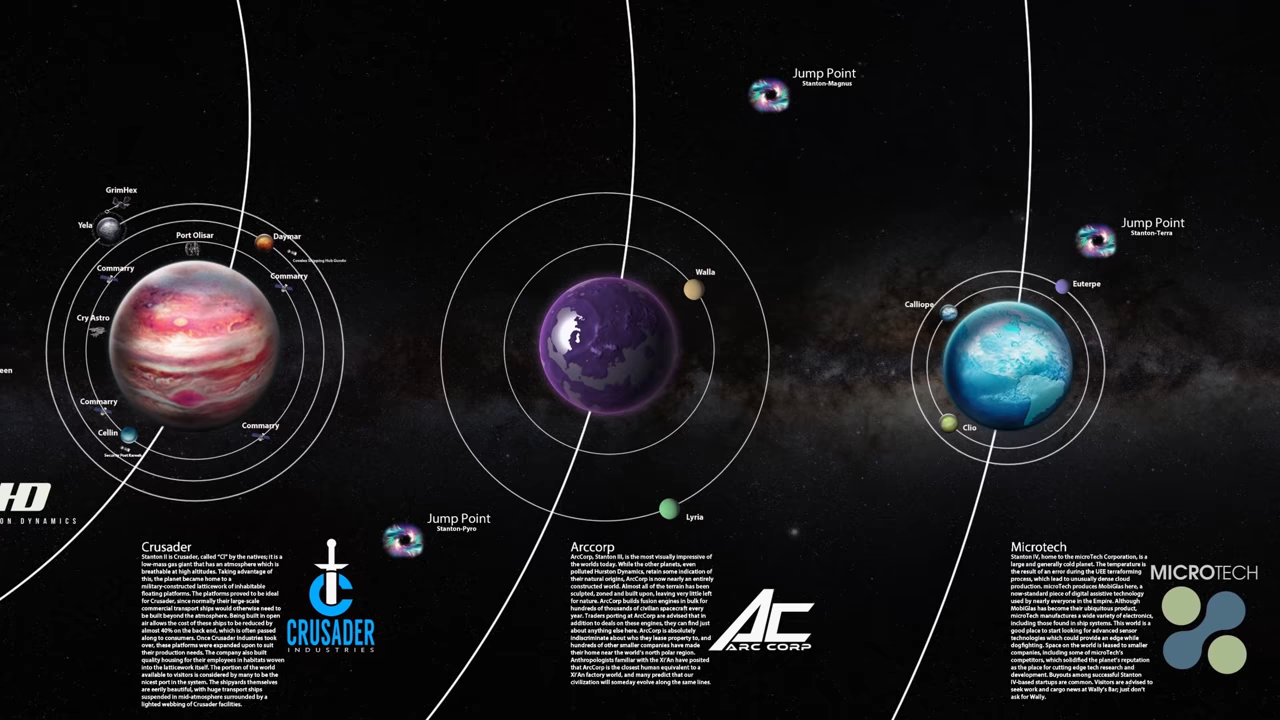 Jump Point
Stanton-Magnus
GrimHex
Yela
Port Olisar
Daymar
Commarry
Commarry
Cry Astro
Commarry
Cellin
Commarry
Walla
Lyria
Jump Point
Stanton-Terra
Euterpe
Calliope
Clio
een
HD
ON DYNAMICS
Jump Point
Stanton-Pyro
Crusader
Stanton II is Crusader, called "Cl" by the natives; it is a
low-mass gas giant that has an atmosphere which is
breathable at high altitudes. Taking advantage of
this, the planet became home to a
military-constructed latticework of inhabitable
floating platforms. The platforms proved to be ideal
for Crusader, since normally their large-scale
commercial transport ships would otherwise need to
be built beyond the atmosphere. Being built in open
air allows the cost of these ships to be reduced by
almost 40% on the back end, which is often passed
along to consumers. Once Crusader Industries took
over, these platforms were expanded upon to suit
their production needs. The company also built
quality housing for their employees in habitats woven
into the latticework itself. The portion of the world
available to visitors is considered by many to be the
nicest port in the system. The shipyards themselves
are eerily beautiful, with huge transport ships
suspended in mid-atmosphere surrounded by a
lighted webbing of Crusader facilities.
CRUSADER
INDUSTRIES
Arccorp
ArcCorp, Stanton III, is the most visually impressive of
the worlds today. While the other planets, even
polluted Hurston Dynamics, retain some indication of
their natural origins, ArcCorp is now nearly an entirely
constructed world. Almost all of the terrain has been
sculpted, zoned and built upon, leaving very little left
for nature. ArcCorp builds fusion engines in bulk for
hundreds of thousands of civilian spacecraft every
year. Traders porting at ArcCorp are advised that in
addition to deals on these engines, they can find just
about anything else here. ArcCorp is absolutely
indiscriminate about who they lease property to, and
hundreds of other smaller companies have made
their home near the world's north polar region.
Anthropologists familiar with the Xi'An have posited
that ArcCorp is the closest human equivalent to a
Xi'An factory world, and many predict that our
civilization will someday evolve along the same lines.
AC
ARC CORP
Microtech
Stanton IV, home to the microTech Corporation, is a
large and generally cold planet. The temperature is
the result of an error during the UEE terraforming
process, which lead to unusually dense cloud
production. microTech produces MobiGlas here, a
now-standard piece of digital assistive technology
used by nearly everyone in the Empire. Although
MobiGlas has become their ubiquitous product,
microTech manufactures a wide variety of electronics,
including those found in ship systems. This world is a
good place to start looking for advanced sensor
technologies which could provide an edge while
dogfighting. Space on the world is leased to smaller
companies, including some of microTech's
competitors, which solidified the planet's reputation
as the place for cutting edge tech research and
development. Buyouts among successful Stanton
IV-based startups are common. Visitors are advised to
seek work and cargo news at Wally's Bar; just don't
ask for Wally.
MICROTECH